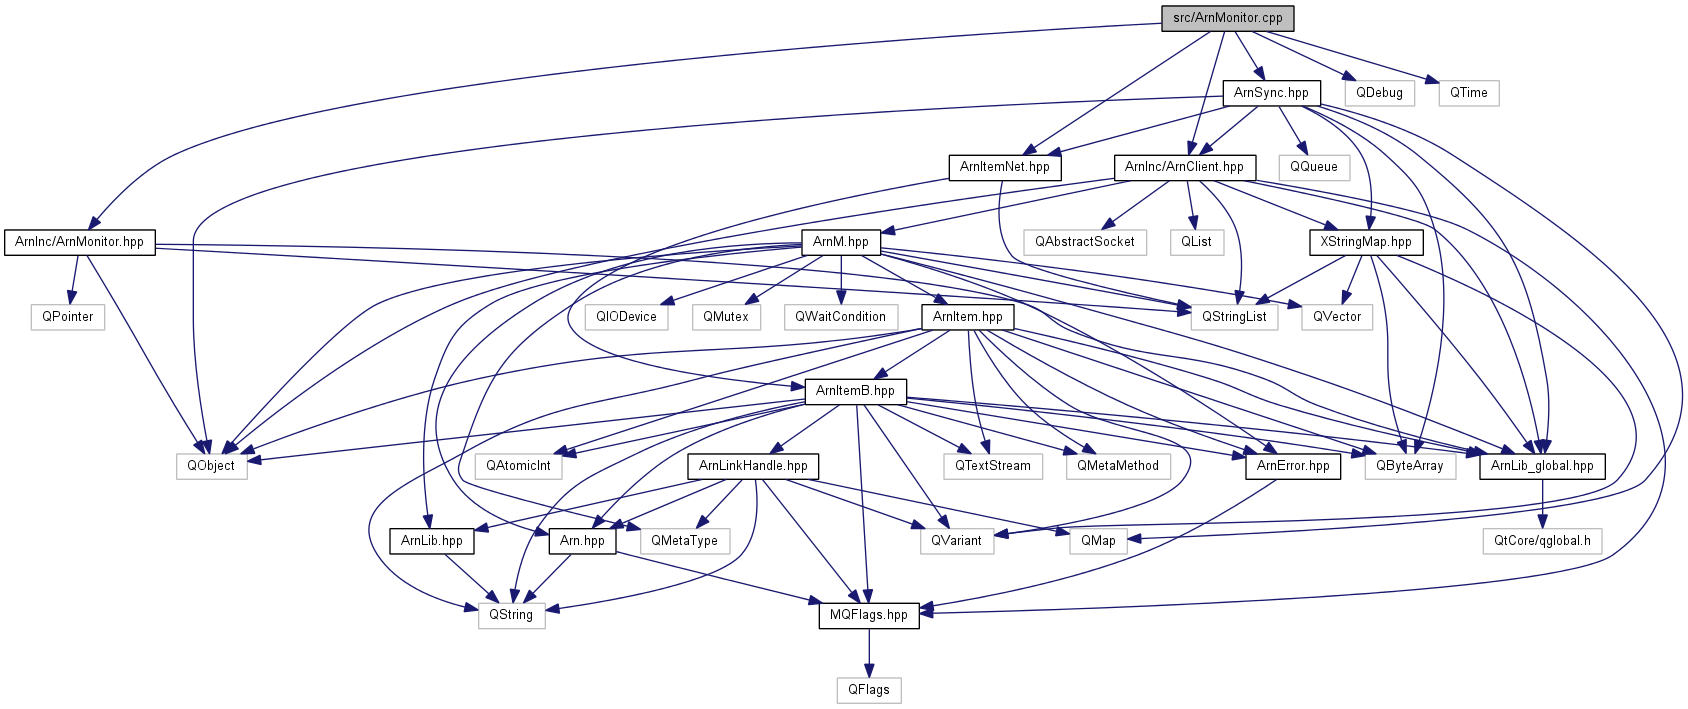 src/ArnMonitor.cpp
ArnSync.hpp
QDebug
QTime
ArnItemNet.hpp
ArnInc/ArnClient.hpp
QQueue
ArnInc/ArnMonitor.hpp
ArnM.hpp
QAbstractSocket
QList
XStringMap.hpp
QPointer
QIODevice
QMutex
QWaitCondition
ArnItem.hpp
QStringList
QVector
ArnItemB.hpp
QObject
QAtomicInt
ArnLinkHandle.hpp
QTextStream
QMetaMethod
ArnError.hpp
QByteArray
ArnLib_global.hpp
ArnLib.hpp
Arn.hpp
QMetaType
QVariant
QMap
QtCore/qglobal.h
QString
MQFlags.hpp
QFlags